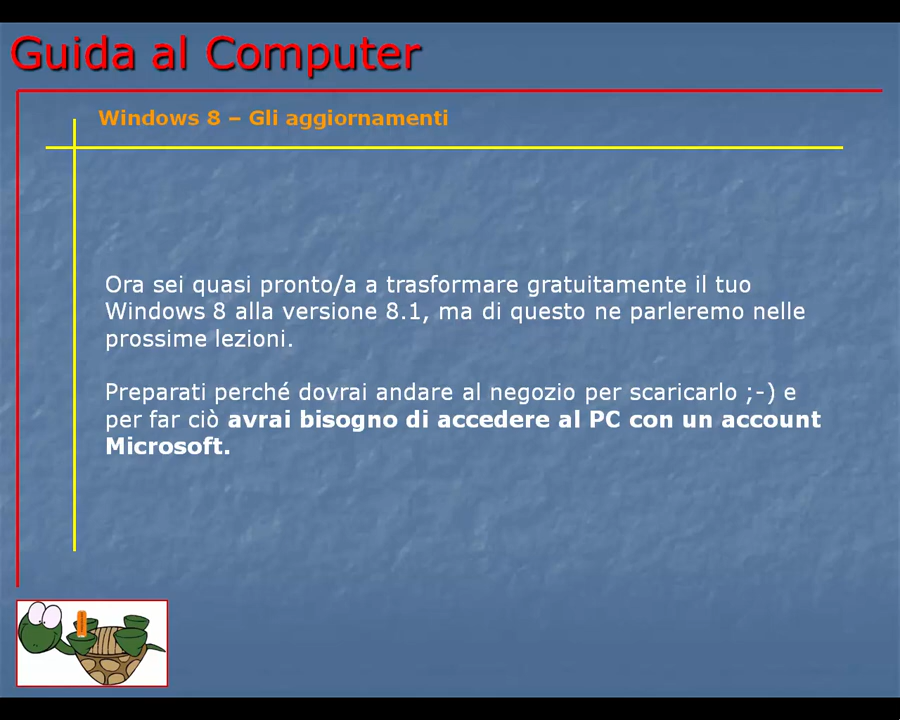 Guida al Computer
Windows 8 – Gli aggiornamenti
Ora sei quasi pronto/a a trasformare gratuitamente il tuo
Windows 8 alla versione 8.1, ma di questo ne parleremo nelle
prossime lezioni.
Preparati perché dovrai andare al negozio per scaricarlo ;-) e
per far ciò avrai bisogno di accedere al PC con un account
Microsoft.